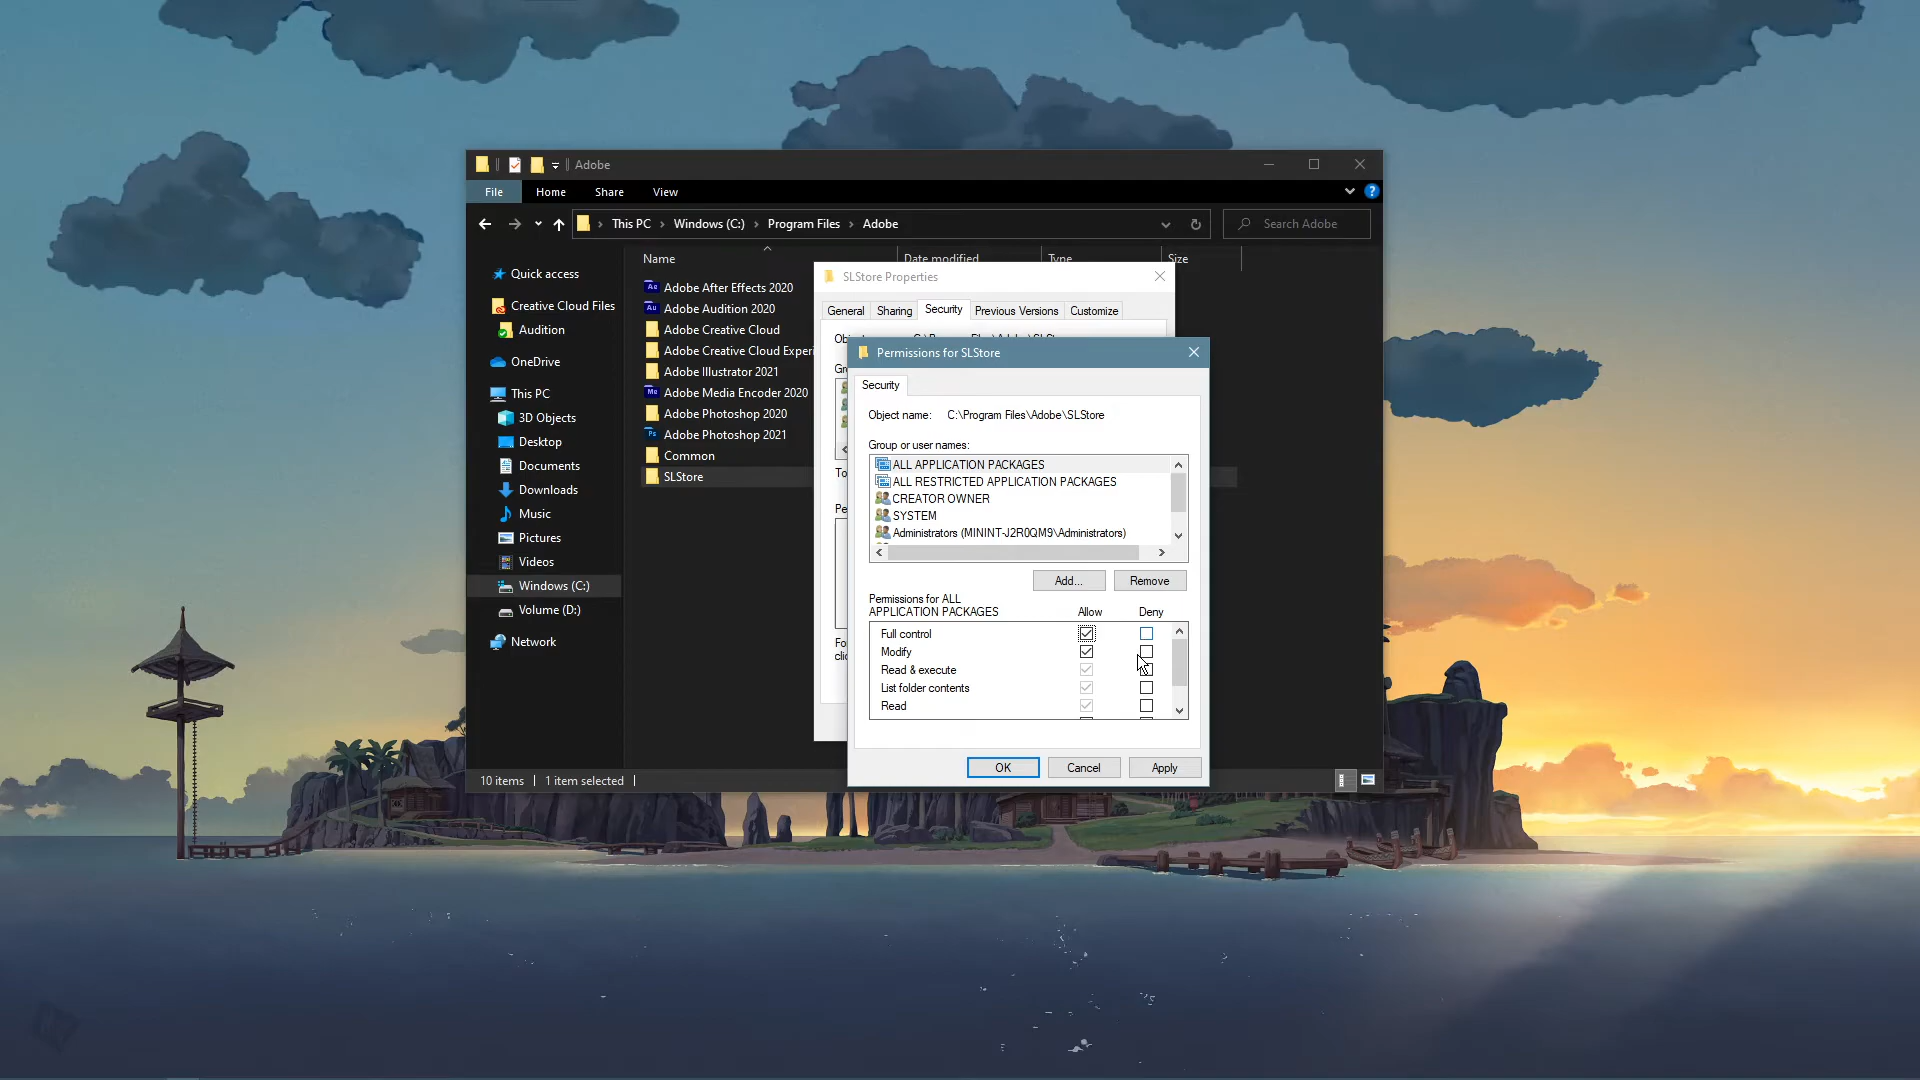 Adobe
File Home Share View
This PC Windows (C:) Program Files Adobe
Search Adobe
Name Date modified Type Size
Quick access
Creative Cloud Files
Audition
OneDrive
This PC
3D Objects
Desktop
Documents
Downloads
Music
Pictures
Videos
Windows (C:)
Volume (D:)
Network
Adobe After Effects 2020
Adobe Audition 2020
Adobe Creative Cloud
Adobe Creative Cloud Experi
Adobe Illustrator 2021
Adobe Media Encoder 2020
Adobe Photoshop 2020
Adobe Photoshop 2021
Common
SLStore
10 items 1 item selected
SLStore Properties
General Sharing Security Previous Versions Customize
Permissions for SLStore
Security
Object name: C:\Program Files\Adobe\SLStore
Group or user names:
ALL APPLICATION PACKAGES
ALL RESTRICTED APPLICATION PACKAGES
CREATOR OWNER
SYSTEM
Administrators (MININT-J2R0QM9\Administrators)
Add... Remove
Permissions for ALL
APPLICATION PACKAGES Allow Deny
Full control
Modify
Read & execute
List folder contents
Read
OK Cancel Apply